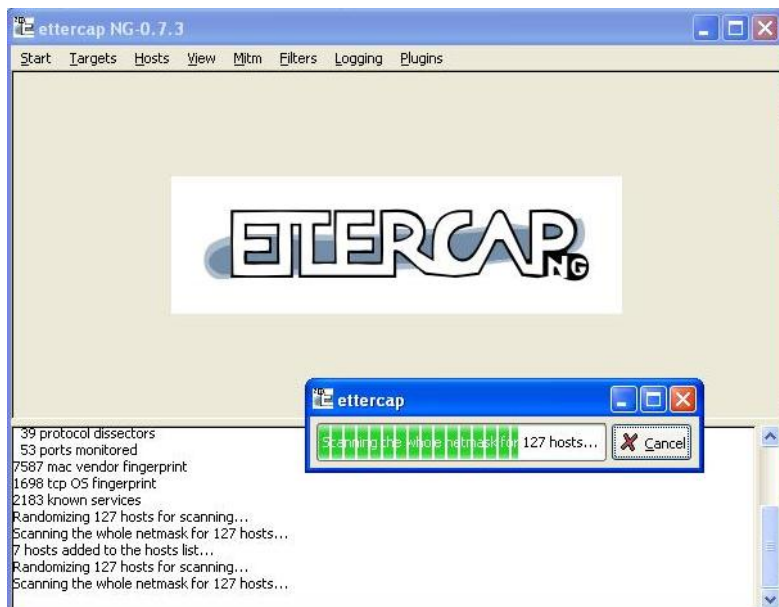 ettercap NG-0.7.3
Start Targets Hosts View Mitm Filters Logging Plugins
ETTERCAP
NG
ettercap
Scanning the whole netmask for 127 hosts...
Cancel
39 protocol dissectors
53 ports monitored
7587 mac vendor fingerprint
1698 tcp OS fingerprint
2183 known services
Randomizing 127 hosts for scanning...
Scanning the whole netmask for 127 hosts...
7 hosts added to the hosts list...
Randomizing 127 hosts for scanning...
Scanning the whole netmask for 127 hosts...